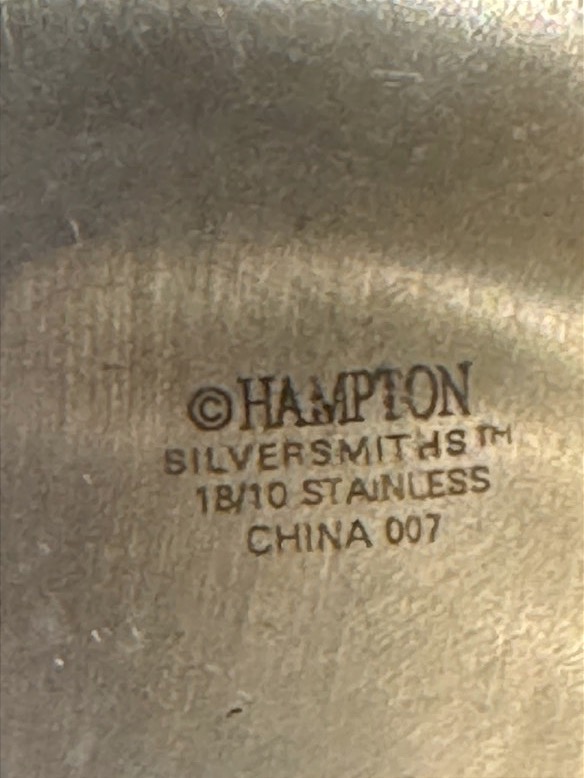 ©HAMPTON
SILVERSMITHS™
18/10 STAINLESS
CHINA 007